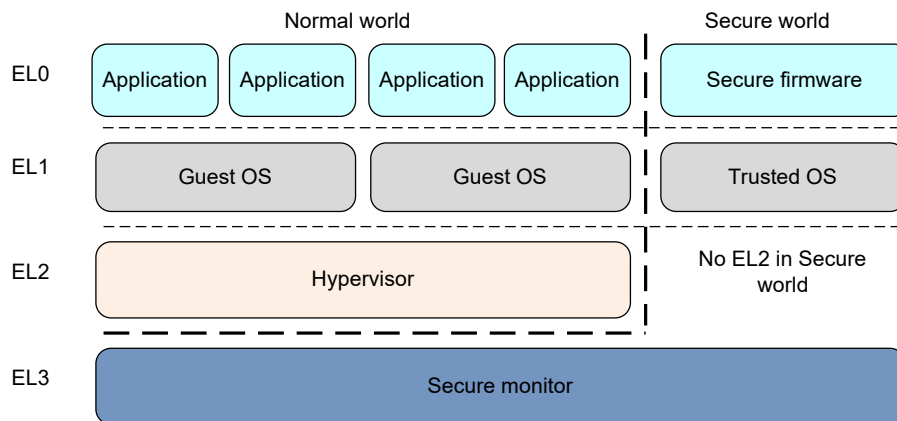 Normal world
Secure world
EL0
Application
Application
Application
Application
Secure firmware
EL1
Guest OS
Guest OS
Trusted OS
EL2
Hypervisor
No EL2 in Secure
world
EL3
Secure monitor